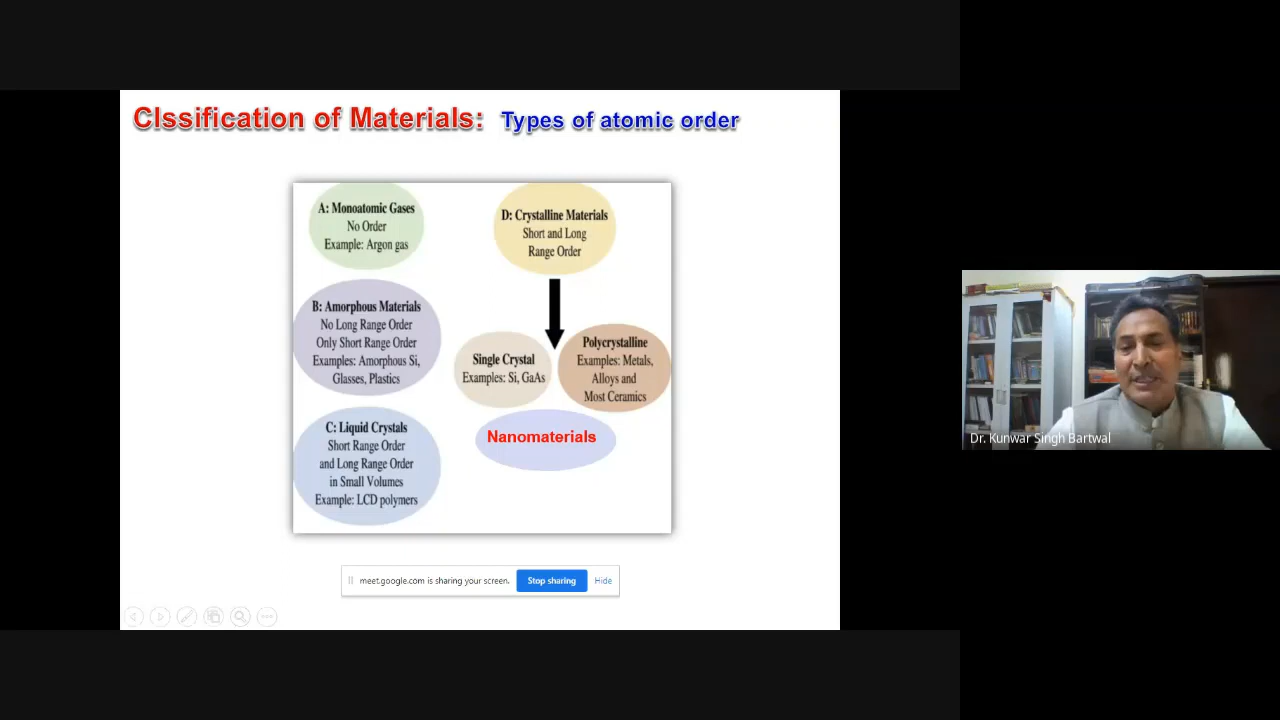 Clssification of Materials: Types of atomic order
A: Monoatomic Gases
No Order
Example: Argon gas
B: Amorphous Materials
No Long Range Order
Only Short Range Order
Examples: Amorphous Si,
Glasses, Plastics
C: Liquid Crystals
Short Range Order
and Long Range Order
in Small Volumes
Example: LCD polymers
D: Crystalline Materials
Short and Long
Range Order
Single Crystal
Examples: Si, GaAs
Polycrystalline
Examples: Metals,
Alloys and
Most Ceramics
Nanomaterials
meet.google.com is sharing your screen. Stop sharing Hide
Dr. Kunwar Singh Bartwal